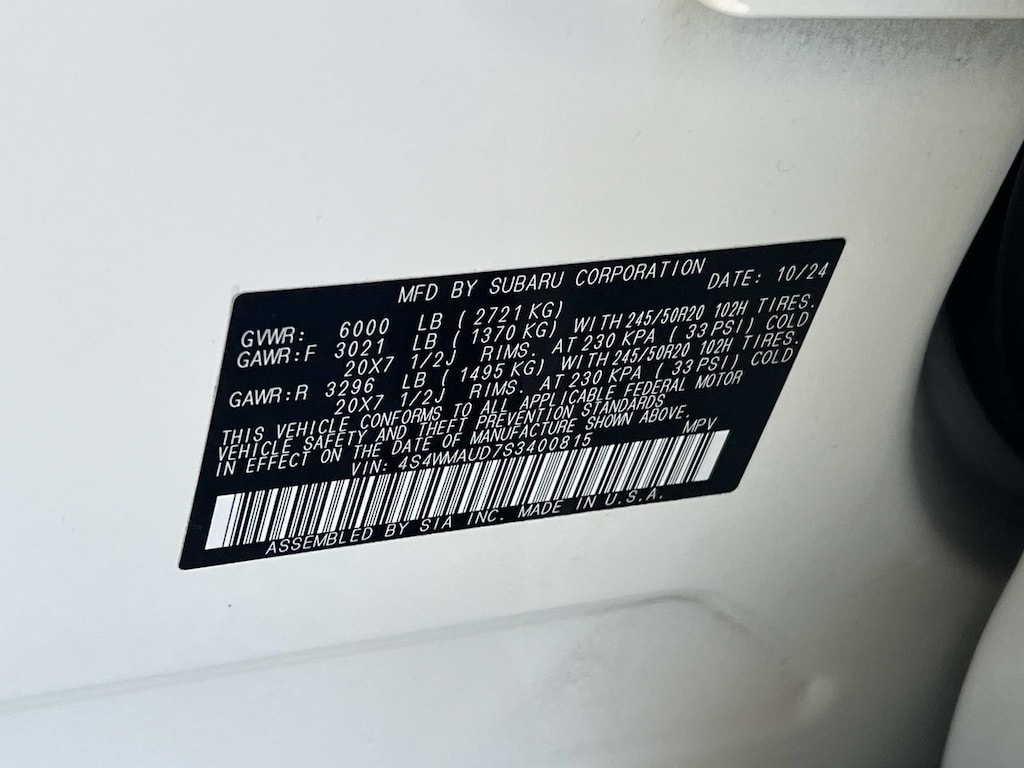 MFD BY SUBARU CORPORATION DATE: 10/24
GVWR: 6000 LB ( 2721 KG)
GAWR:F 3021 LB ( 1370 KG) WITH 245/50R20 102H TIRES.
20X7 1/2J RIMS. AT 230 KPA ( 33 PSI) COLD
GAWR:R 3296 LB ( 1495 KG) WITH 245/50R20 102H TIRES.
20X7 1/2J RIMS. AT 230 KPA ( 33 PSI) COLD.
THIS VEHICLE CONFORMS TO ALL APPLICABLE FEDERAL MOTOR
VEHICLE SAFETY AND THEFT PREVENTION STANDARDS
IN EFFECT ON THE DATE OF MANUFACTURE SHOWN ABOVE.
VIN: 4S4WMAUD7S3400815 MPV
ASSEMBLED BY SIA INC. MADE IN U.S.A.